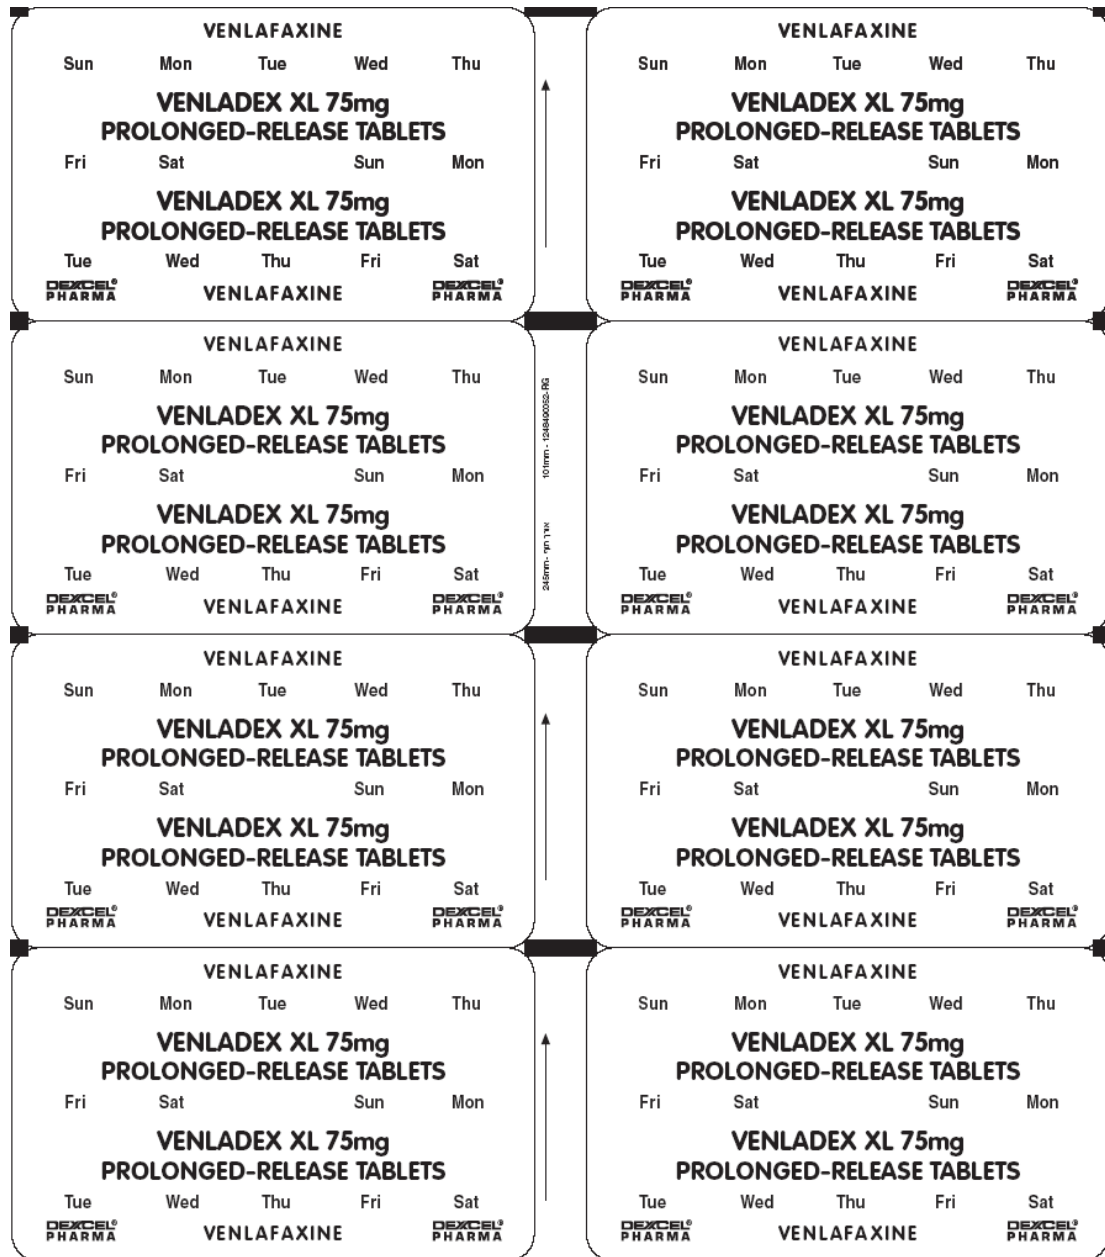 VENLAFAXINE
Sun Mon Tue Wed Thu
VENLADEX XL 75mg
PROLONGED-RELEASE TABLETS
Fri Sat Sun Mon
VENLADEX XL 75mg
PROLONGED-RELEASE TABLETS
Tue Wed Thu Fri Sat
DEXCEL® PHARMA VENLAFAXINE DEXCEL® PHARMA
VENLAFAXINE
Sun Mon Tue Wed Thu
VENLADEX XL 75mg
PROLONGED-RELEASE TABLETS
Fri Sat Sun Mon
VENLADEX XL 75mg
PROLONGED-RELEASE TABLETS
Tue Wed Thu Fri Sat
DEXCEL® PHARMA VENLAFAXINE DEXCEL® PHARMA
VENLAFAXINE
Sun Mon Tue Wed Thu
VENLADEX XL 75mg
PROLONGED-RELEASE TABLETS
Fri Sat Sun Mon
VENLADEX XL 75mg
PROLONGED-RELEASE TABLETS
Tue Wed Thu Fri Sat
DEXCEL® PHARMA VENLAFAXINE DEXCEL® PHARMA
245mm - אורך 101mm -
VENLAFAXINE
Sun Mon Tue Wed Thu
VENLADEX XL 75mg
PROLONGED-RELEASE TABLETS
Fri Sat Sun Mon
VENLADEX XL 75mg
PROLONGED-RELEASE TABLETS
Tue Wed Thu Fri Sat
DEXCEL® PHARMA VENLAFAXINE DEXCEL® PHARMA
VENLAFAXINE
Sun Mon Tue Wed Thu
VENLADEX XL 75mg
PROLONGED-RELEASE TABLETS
Fri Sat Sun Mon
VENLADEX XL 75mg
PROLONGED-RELEASE TABLETS
Tue Wed Thu Fri Sat
DEXCEL® PHARMA VENLAFAXINE DEXCEL® PHARMA
VENLAFAXINE
Sun Mon Tue Wed Thu
VENLADEX XL 75mg
PROLONGED-RELEASE TABLETS
Fri Sat Sun Mon
VENLADEX XL 75mg
PROLONGED-RELEASE TABLETS
Tue Wed Thu Fri Sat
DEXCEL® PHARMA VENLAFAXINE DEXCEL® PHARMA
VENLAFAXINE
Sun Mon Tue Wed Thu
VENLADEX XL 75mg
PROLONGED-RELEASE TABLETS
Fri Sat Sun Mon
VENLADEX XL 75mg
PROLONGED-RELEASE TABLETS
Tue Wed Thu Fri Sat
DEXCEL® PHARMA VENLAFAXINE DEXCEL® PHARMA
VENLAFAXINE
Sun Mon Tue Wed Thu
VENLADEX XL 75mg
PROLONGED-RELEASE TABLETS
Fri Sat Sun Mon
VENLADEX XL 75mg
PROLONGED-RELEASE TABLETS
Tue Wed Thu Fri Sat
DEXCEL® PHARMA VENLAFAXINE DEXCEL® PHARMA